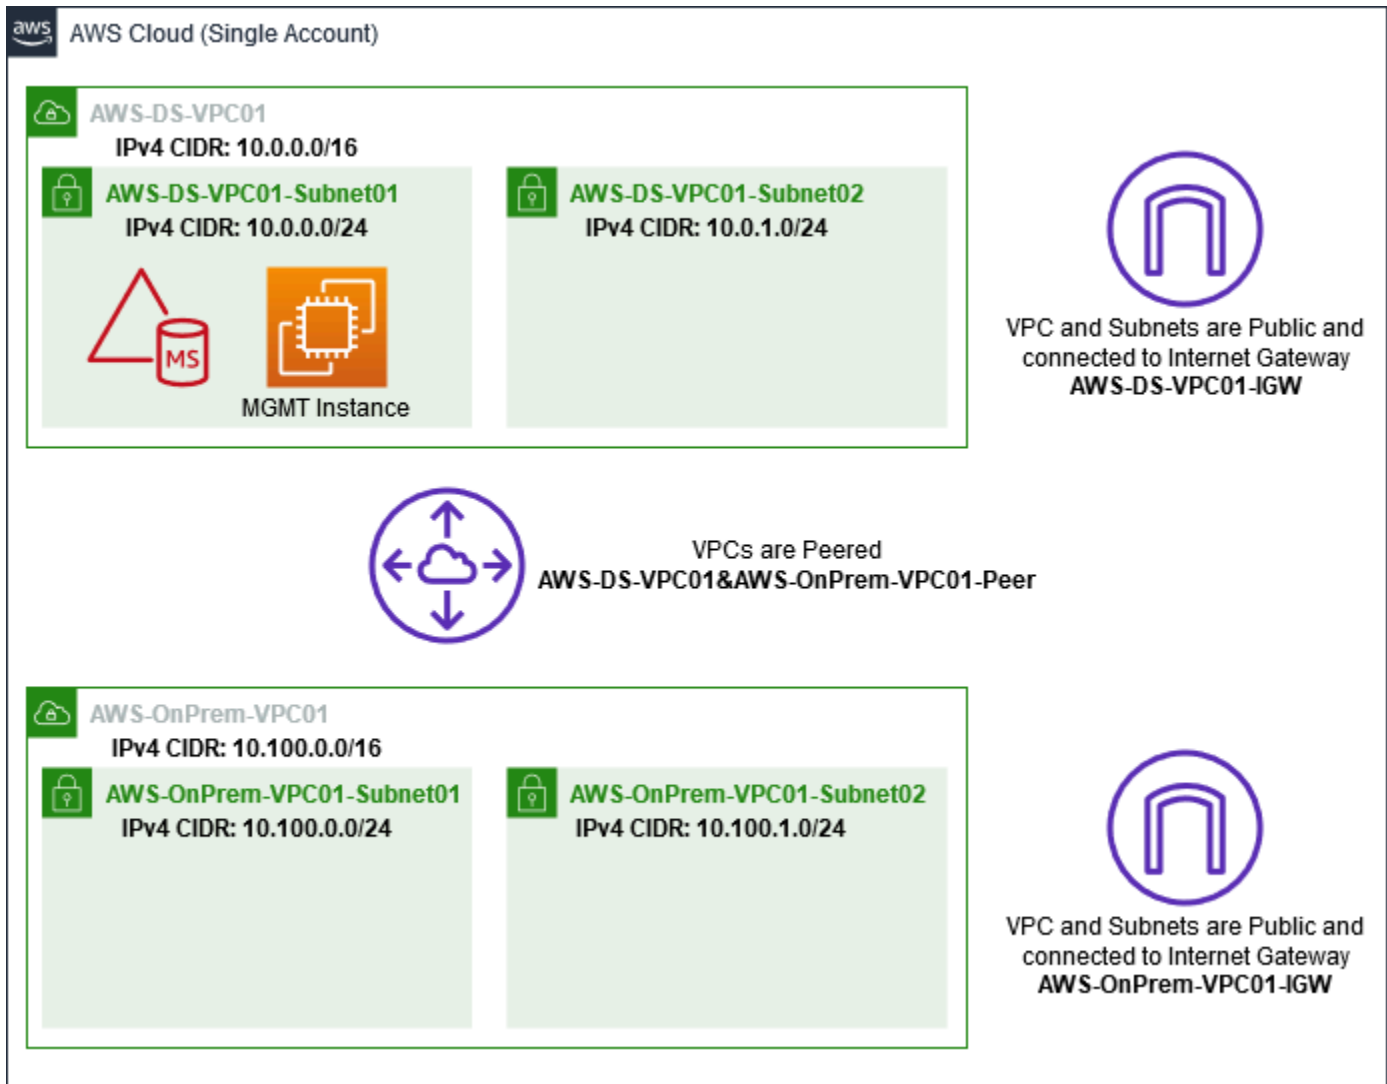 aws
AWS Cloud (Single Account)
AWS-DS-VPC01
IPv4 CIDR: 10.0.0.0/16
AWS-DS-VPC01-Subnet01
IPv4 CIDR: 10.0.0.0/24
MS
MGMT Instance
AWS-DS-VPC01-Subnet02
IPv4 CIDR: 10.0.1.0/24
VPC and Subnets are Public and
connected to Internet Gateway
AWS-DS-VPC01-IGW
VPCs are Peered
AWS-DS-VPC01&AWS-OnPrem-VPC01-Peer
AWS-OnPrem-VPC01
IPv4 CIDR: 10.100.0.0/16
AWS-OnPrem-VPC01-Subnet01
IPv4 CIDR: 10.100.0.0/24
AWS-OnPrem-VPC01-Subnet02
IPv4 CIDR: 10.100.1.0/24
VPC and Subnets are Public and
connected to Internet Gateway
AWS-OnPrem-VPC01-IGW